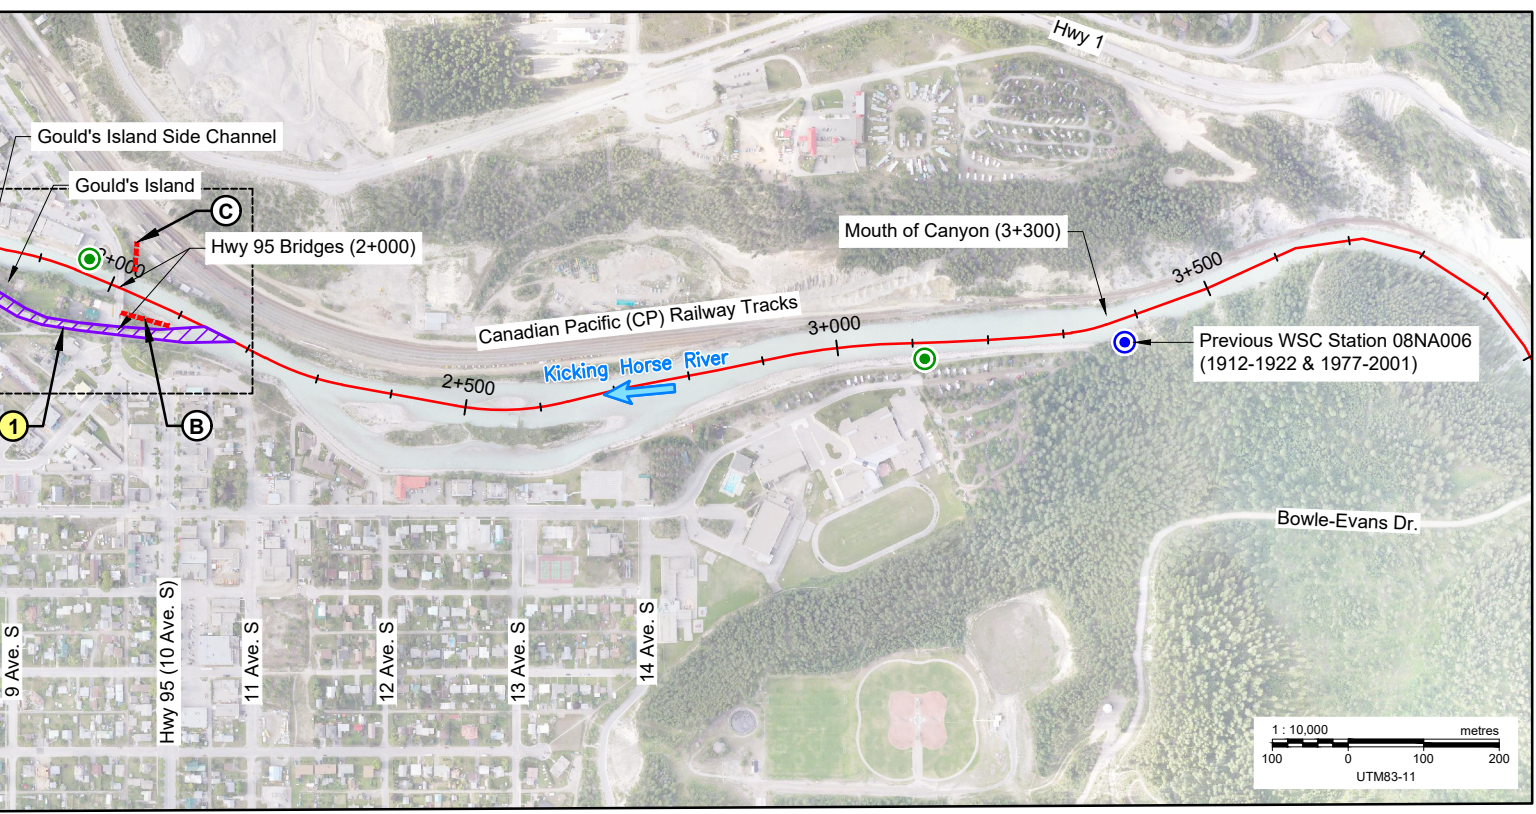 Hwy 1
Gould's Island Side Channel
Gould's Island
C
Hwy 95 Bridges (2+000)
2+000
Mouth of Canyon (3+300)
3+500
Canadian Pacific (CP) Railway Tracks
3+000
Previous WSC Station 08NA006
(1912-1922 & 1977-2001)
Kicking Horse River
2+500
1
B
Bowle-Evans Dr.
9 Ave. S
Hwy 95 (10 Ave. S)
11 Ave. S
12 Ave. S
13 Ave. S
14 Ave. S
1 : 10,000 metres
100 0 100 200
UTM83-11